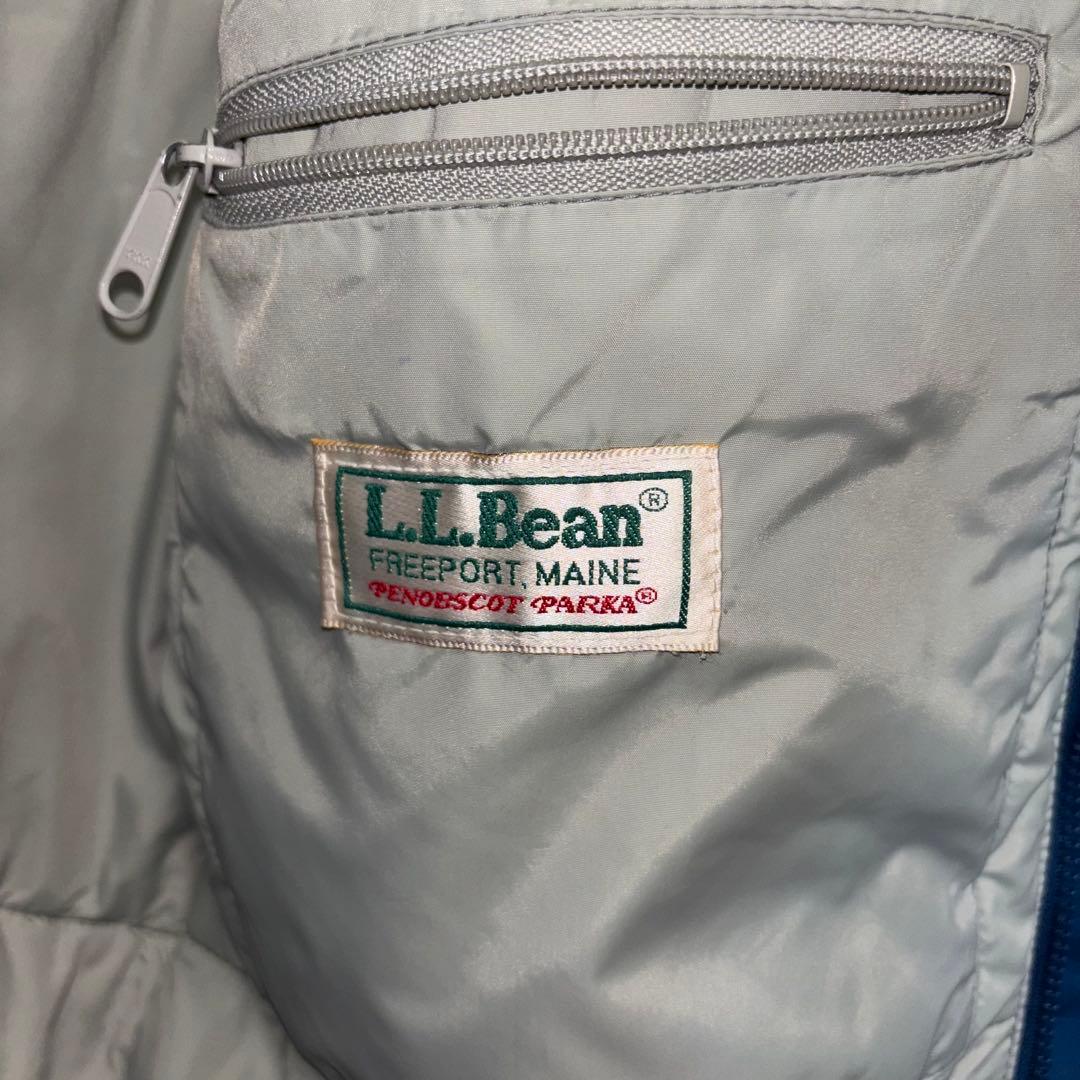 L.L.Bean®
FREEPORT, MAINE
PENOBSCOT PARKA®